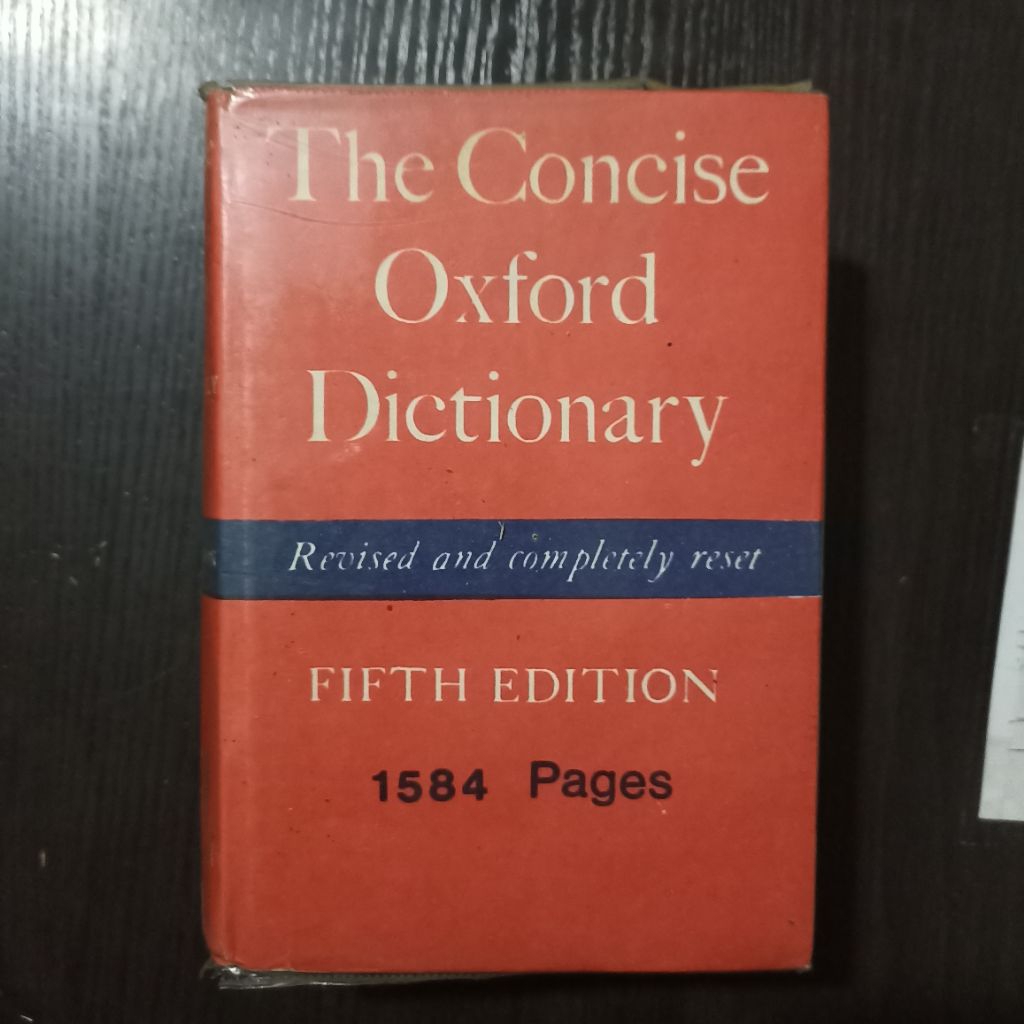 The Concise
Oxford
Dictionary
Revised and completely reset
FIFTH EDITION
1584 Pages